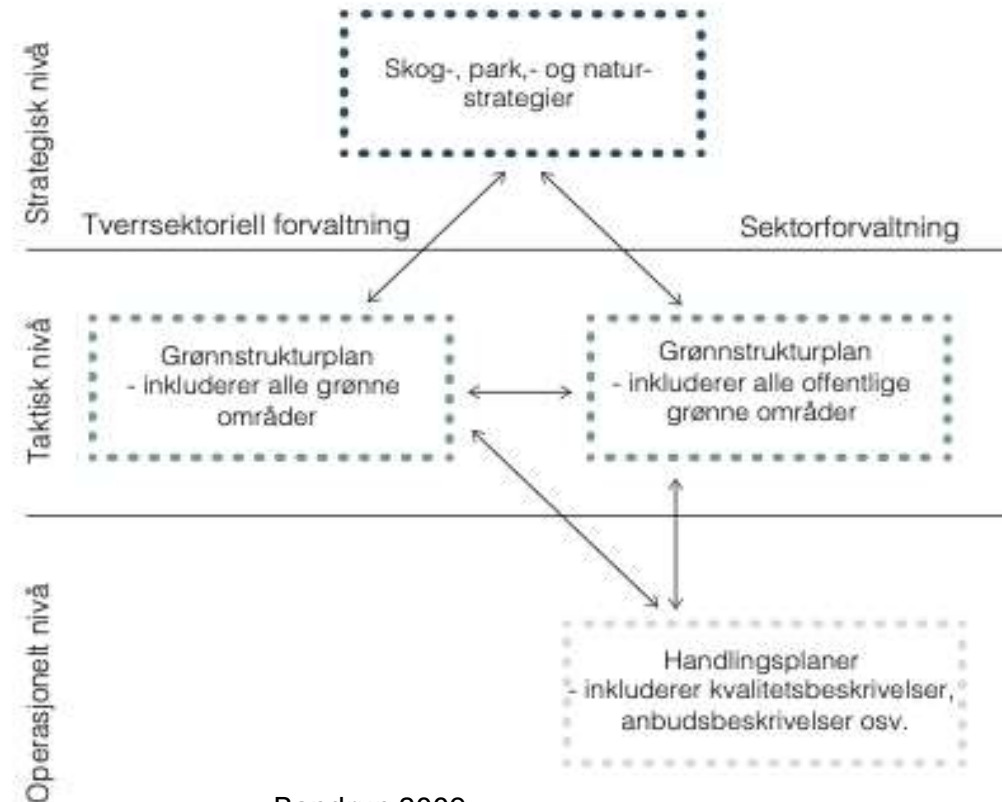 Strategisk nivå
Skog-, park,- og natur-
strategier
Tverrsektoriell forvaltning
Sektorforvaltning
Taktisk nivå
Grønnstrukturplan
- inkluderer alle grønne
områder
Grønnstrukturplan
- inkluderer alle offentlige
grønne områder
Operasjonelt nivå
Handlingsplaner
- inkluderer kvalitetsbeskrivelser,
anbudsbeskrivelser osv.